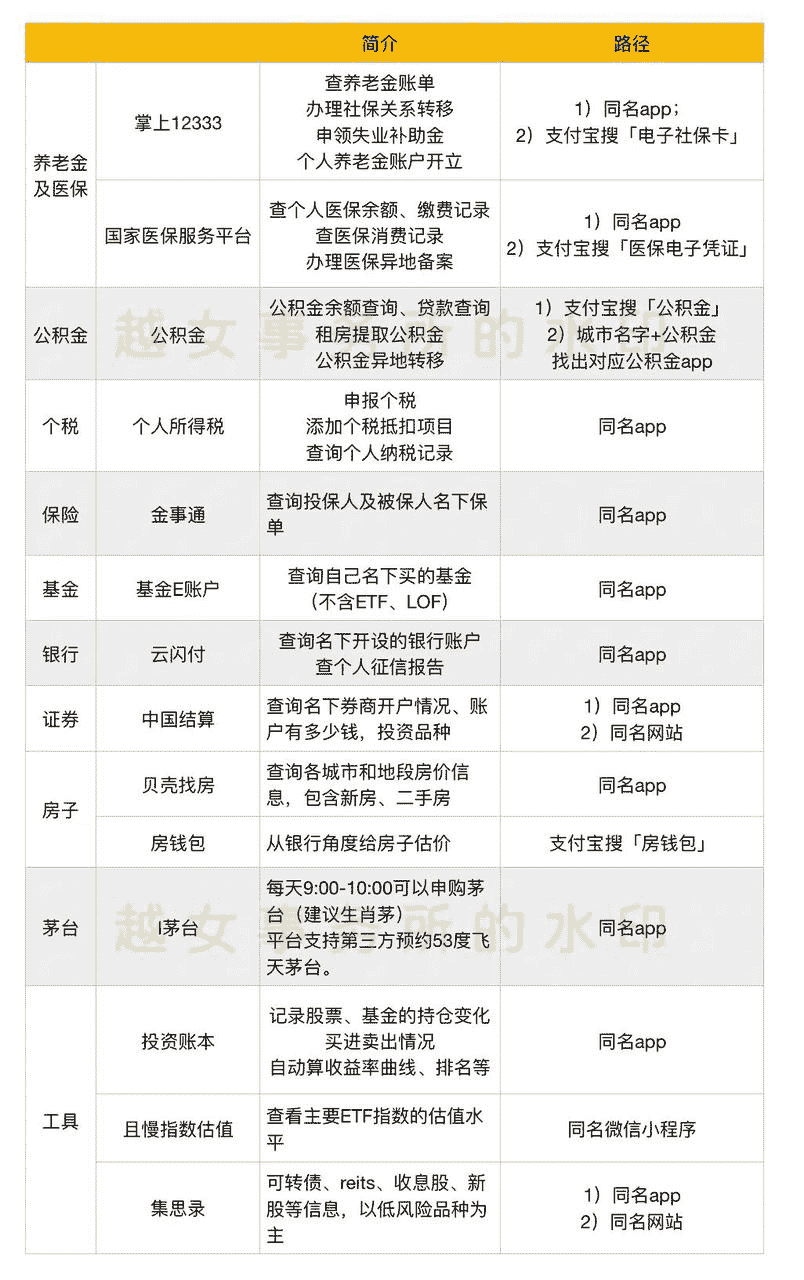 简介
路径
养老金
及医保
掌上12333
查养老金账单
办理社保关系转移
申领失业补助金
个人养老金账户开立
1）同名app；
2）支付宝搜「电子社保卡」
国家医保服务平台
查个人医保余额、缴费记录
查医保消费记录
办理医保异地备案
1）同名app
2）支付宝搜「医保电子凭证」
公积金
公积金
公积金余额查询、贷款查询
租房提取公积金
公积金异地转移
1）支付宝搜「公积金」
2）城市名字+公积金
找出对应公积金app
越女事务所的水印
个税
个人所得税
申报个税
添加个税抵扣项目
查询个人纳税记录
同名app
保险
金事通
查询投保人及被保人名下保
单
同名app
基金
基金E账户
查询自己名下买的基金
（不含ETF、LOF）
同名app
银行
云闪付
查询名下开设的银行账户
查个人征信报告
同名app
证券
中国结算
查询名下券商开户情况、账
户有多少钱，投资品种
1）同名app
2）同名网站
房子
贝壳找房
查询各城市和地段房价信
息，包含新房、二手房
同名app
房钱包
从银行角度给房子估价
支付宝搜「房钱包」
茅台
I茅台
每天9:00-10:00可以申购茅
台（建议生肖茅）
平台支持第三方预约53度飞
天茅台。
同名app
越女事务所的水印
工具
投资账本
记录股票、基金的持仓变化
买进卖出情况
自动算收益率曲线、排名等
同名app
且慢指数估值
查看主要ETF指数的估值水
平
同名微信小程序
集思录
可转债、reits、收息股、新
股等信息，以低风险品种为
主
1）同名app
2）同名网站